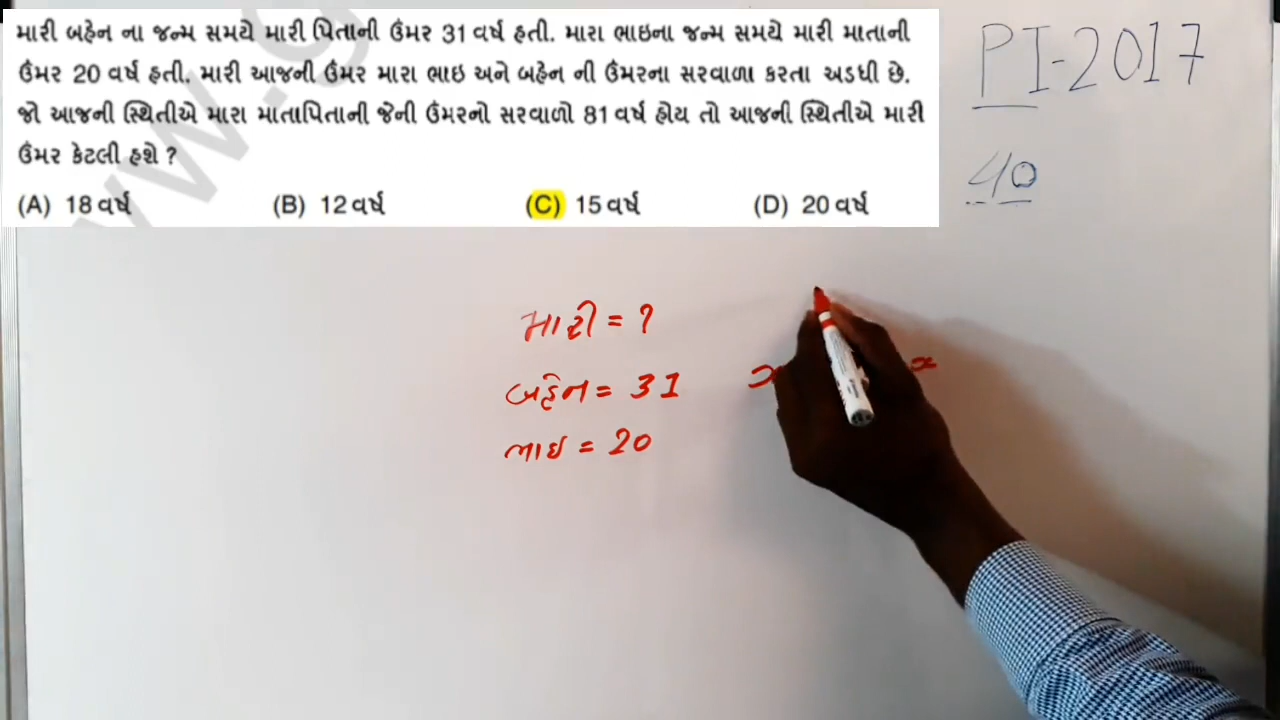 મારી બહેન ના જન્મ સમયે મારી પિતાની ઉંમર 31 વર્ષ હતી. મારા ભાઇના જન્મ સમયે મારી માતાની
ઉંમર 20 વર્ષ હતી. મારી આજની ઉંમર મારા ભાઇ અને બહેન ની ઉંમરના સરવાળા કરતા અડધી છે.
જો આજની સ્થિતીએ મારા માતાપિતાની જેની ઉંમરનો સરવાળો 81 વર્ષ હોય તો આજની સ્થિતીએ મારી
ઉંમર કેટલી હશે ?
(A) 18 વર્ષ (B) 12 વર્ષ (C) 15 વર્ષ (D) 20 વર્ષ
PI-2017
40
મારી = ?
બહેન = 31 x x
ભાઇ = 20